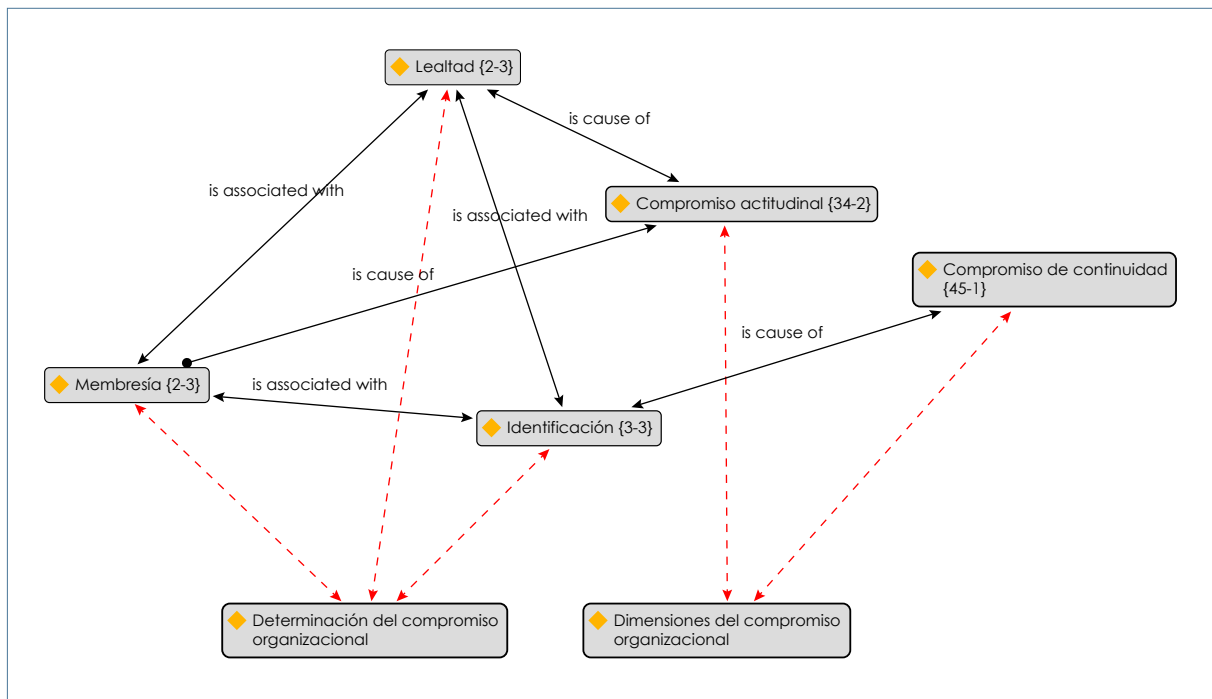 Lealtad {2-3}
is cause of
is associated with
Compromiso actitudinal {34-2}
is associated with
Compromiso de continuidad
{45-1}
is cause of
is cause of
Membresía {2-3}
is associated with
Identificación {3-3}
Determinación del compromiso
organizacional
Dimensiones del compromiso
organizacional